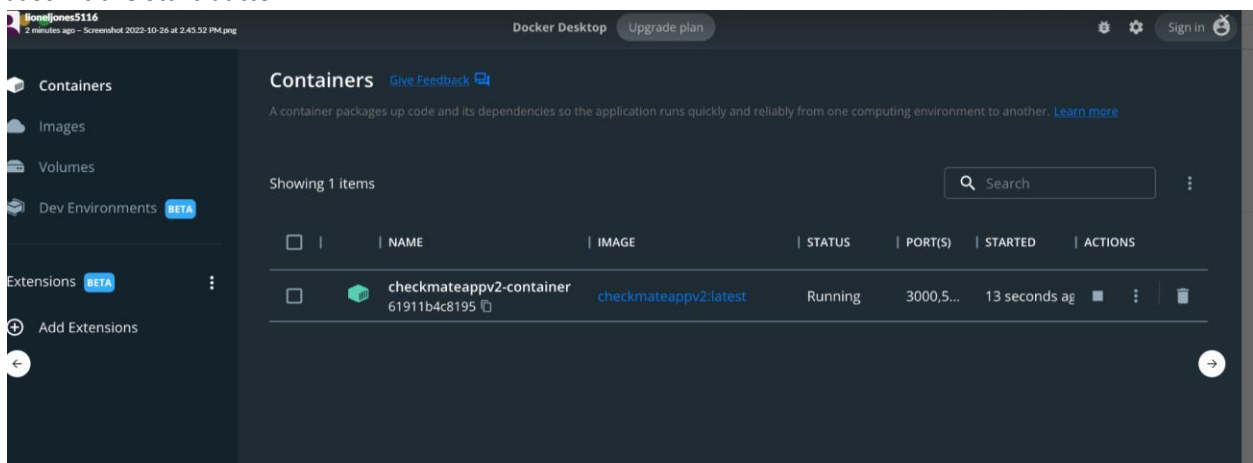 lioneljones5116
2 minutes ago – Screenshot 2022-10-26 at 2.45.52 PM.png
Docker Desktop
Upgrade plan
Sign in
Containers
Images
Volumes
Dev Environments BETA
Extensions BETA
Add Extensions
Containers Give Feedback
A container packages up code and its dependencies so the application runs quickly and reliably from one computing environment to another. Learn more
Showing 1 items
Search
NAME IMAGE STATUS PORT(S) STARTED ACTIONS
checkmateappv2-container checkmateappv2:latest Running 3000,5... 13 seconds ag
61911b4c8195